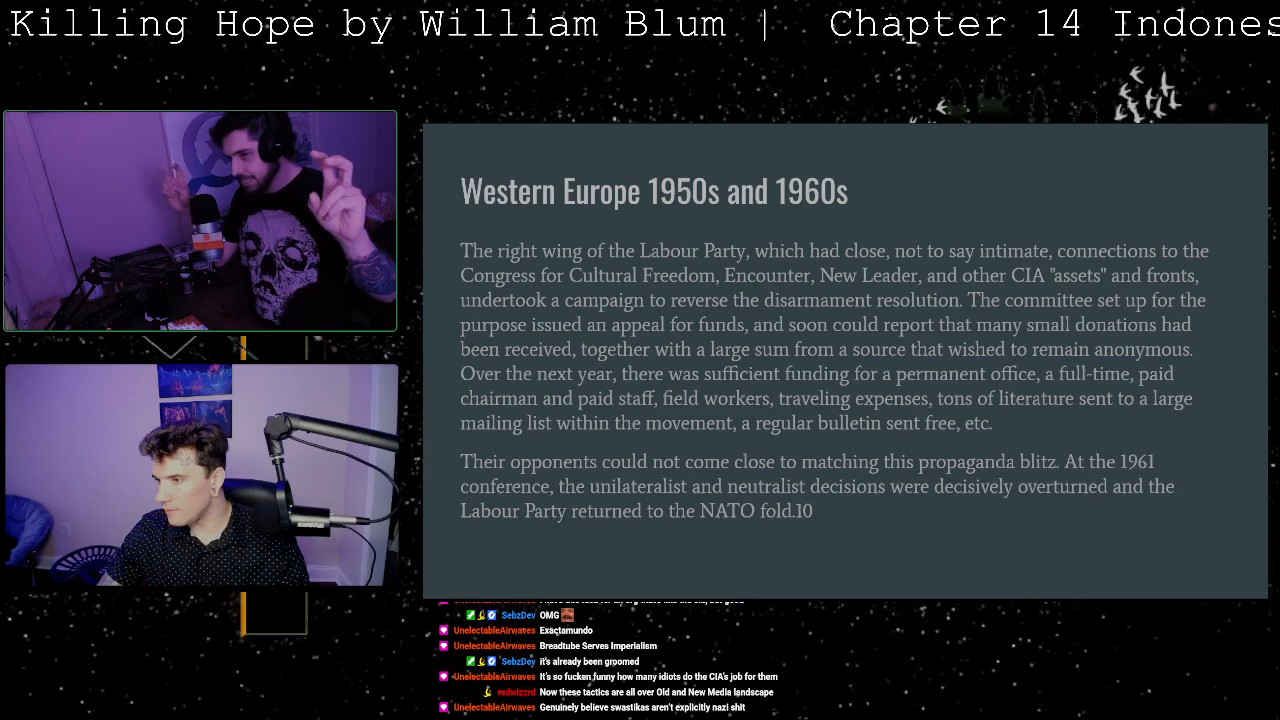 Killing Hope by William Blum | Chapter 14 Indones
Western Europe 1950s and 1960s
The right wing of the Labour Party, which had close, not to say intimate, connections to the
Congress for Cultural Freedom, Encounter, New Leader, and other CIA "assets" and fronts,
undertook a campaign to reverse the disarmament resolution. The committee set up for the
purpose issued an appeal for funds, and soon could report that many small donations had
been received, together with a large sum from a source that wished to remain anonymous.
Over the next year, there was sufficient funding for a permanent office, a full-time, paid
chairman and paid staff, field workers, traveling expenses, tons of literature sent to a large
mailing list within the movement, a regular bulletin sent free, etc.
Their opponents could not come close to matching this propaganda blitz. At the 1961
conference, the unilateralist and neutralist decisions were decisively overturned and the
Labour Party returned to the NATO fold.10
SebzDev OMG
UnelectableAirwaves Exactamundo
UnelectableAirwaves Breadtube Serves Imperialism
SebzDev it's already been groomed
UnelectableAirwaves It's so fucken funny how many idiots do the CIA's job for them
redwizzrd Now these tactics are all over Old and New Media landscape
UnelectableAirwaves Genuinely believe swastikas aren't explicitly nazi shit